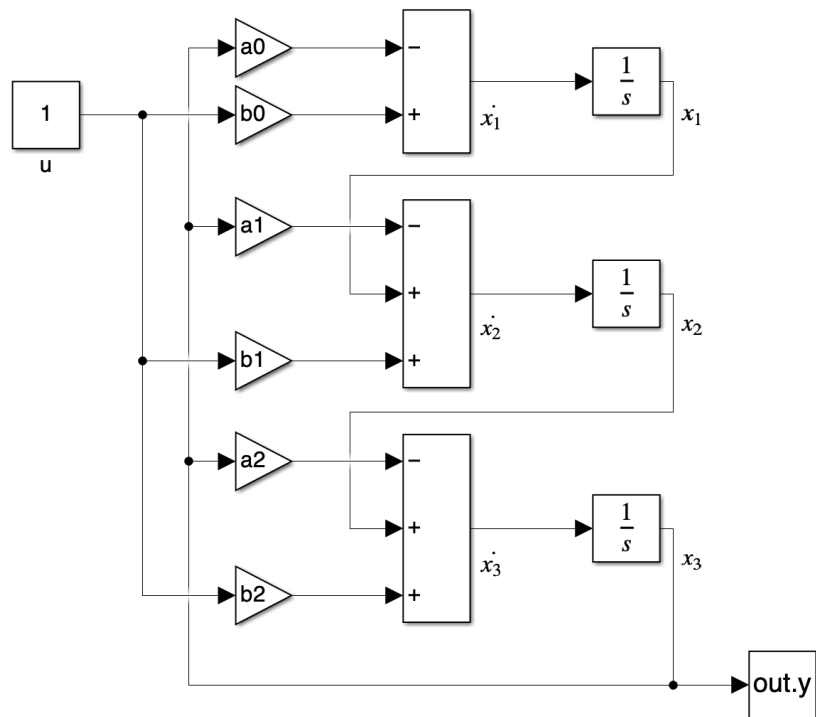 a0
−
1
s
1
b0
+
ẋ₁
x₁
u
a1
−
+
1
s
ẋ₂
x₂
b1
+
a2
−
+
1
s
ẋ₃
x₃
b2
+
out.y